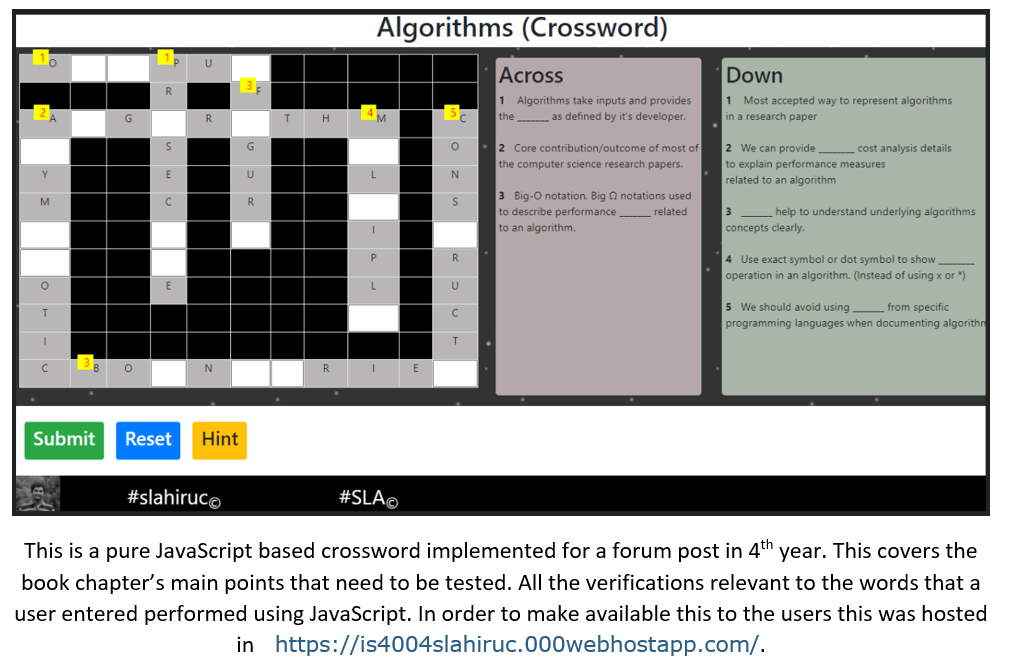 Algorithms (Crossword)
1 O 1 P U
R 3 F
2 A G R T H 4 M 5 C
S G O
Y E U L N
M C R S
I
P R
O E L U
T C
I T
C 3 B O N R I E
Across
1 Algorithms take inputs and provides
the _______ as defined by it's developer.
2 Core contribution/outcome of most of
the computer science research papers.
3 Big-O notation. Big Ω notations used
to describe performance _______ related
to an algorithm.
Down
1 Most accepted way to represent algorithms
in a research paper
2 We can provide ________ cost analysis details
to explain performance measures
related to an algorithm
3 _______ help to understand underlying algorithms
concepts clearly.
4 Use exact symbol or dot symbol to show ________
operation in an algorithm. (Instead of using x or *)
5 We should avoid using _______ from specific
programming languages when documenting algorithm
Submit Reset Hint
#slahiruc© #SLA©
This is a pure JavaScript based crossword implemented for a forum post in 4th year. This covers the
book chapter's main points that need to be tested. All the verifications relevant to the words that a
user entered performed using JavaScript. In order to make available this to the users this was hosted
in https://is4004slahiruc.000webhostapp.com/.